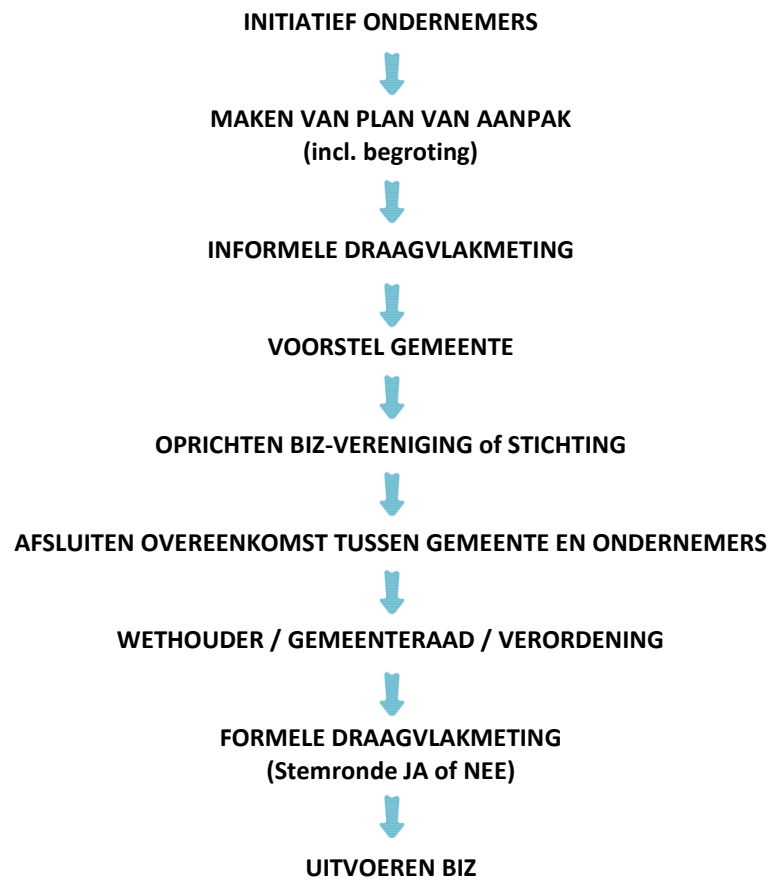 INITIATIEF ONDERNEMERS
MAKEN VAN PLAN VAN AANPAK
(incl. begroting)
INFORMELE DRAAGVLAKMETING
VOORSTEL GEMEENTE
OPRICHTEN BIZ-VERENIGING of STICHTING
AFSLUITEN OVEREENKOMST TUSSEN GEMEENTE EN ONDERNEMERS
WETHOUDER / GEMEENTERAAD / VERORDENING
FORMELE DRAAGVLAKMETING
(Stemronde JA of NEE)
UITVOEREN BIZ